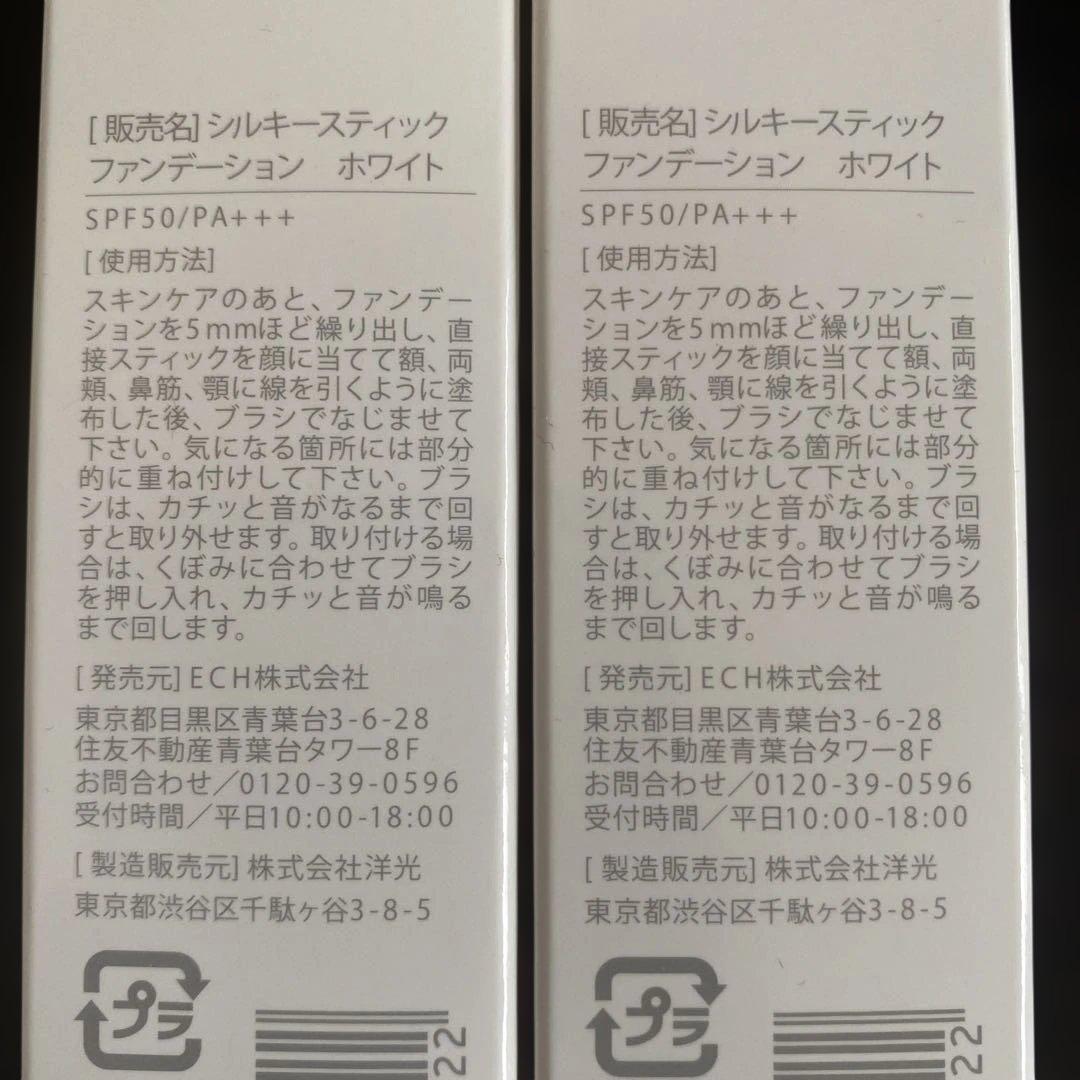 [販売名]シルキースティック
ファンデーション　ホワイト
SPF50/PA+++
[使用方法]
スキンケアのあと、ファンデー
ションを5mmほど繰り出し、直
接スティックを顔に当てて額、両
頬、鼻筋、顎に線を引くように塗
布した後、ブラシでなじませて
下さい。気になる箇所には部分
的に重ね付けして下さい。ブラ
シは、カチッと音がなるまで回
すと取り外せます。取り付ける場
合は、くぼみに合わせてブラシ
を押し入れ、カチッと音が鳴る
まで回します。
[発売元]ECH株式会社
東京都目黒区青葉台3-6-28
住友不動産青葉台タワー8F
お問合わせ／0120-39-0596
受付時間／平日10:00-18:00
[製造販売元]株式会社洋光
東京都渋谷区千駄ヶ谷3-8-5
プラ
22
[販売名]シルキースティック
ファンデーション　ホワイト
SPF50/PA+++
[使用方法]
スキンケアのあと、ファンデー
ションを5mmほど繰り出し、直
接スティックを顔に当てて額、両
頬、鼻筋、顎に線を引くように塗
布した後、ブラシでなじませて
下さい。気になる箇所には部分
的に重ね付けして下さい。ブラ
シは、カチッと音がなるまで回
すと取り外せます。取り付ける場
合は、くぼみに合わせてブラシ
を押し入れ、カチッと音が鳴る
まで回します。
[発売元]ECH株式会社
東京都目黒区青葉台3-6-28
住友不動産青葉台タワー8F
お問合わせ／0120-39-0596
受付時間／平日10:00-18:00
[製造販売元]株式会社洋光
東京都渋谷区千駄ヶ谷3-8-5
プラ
22